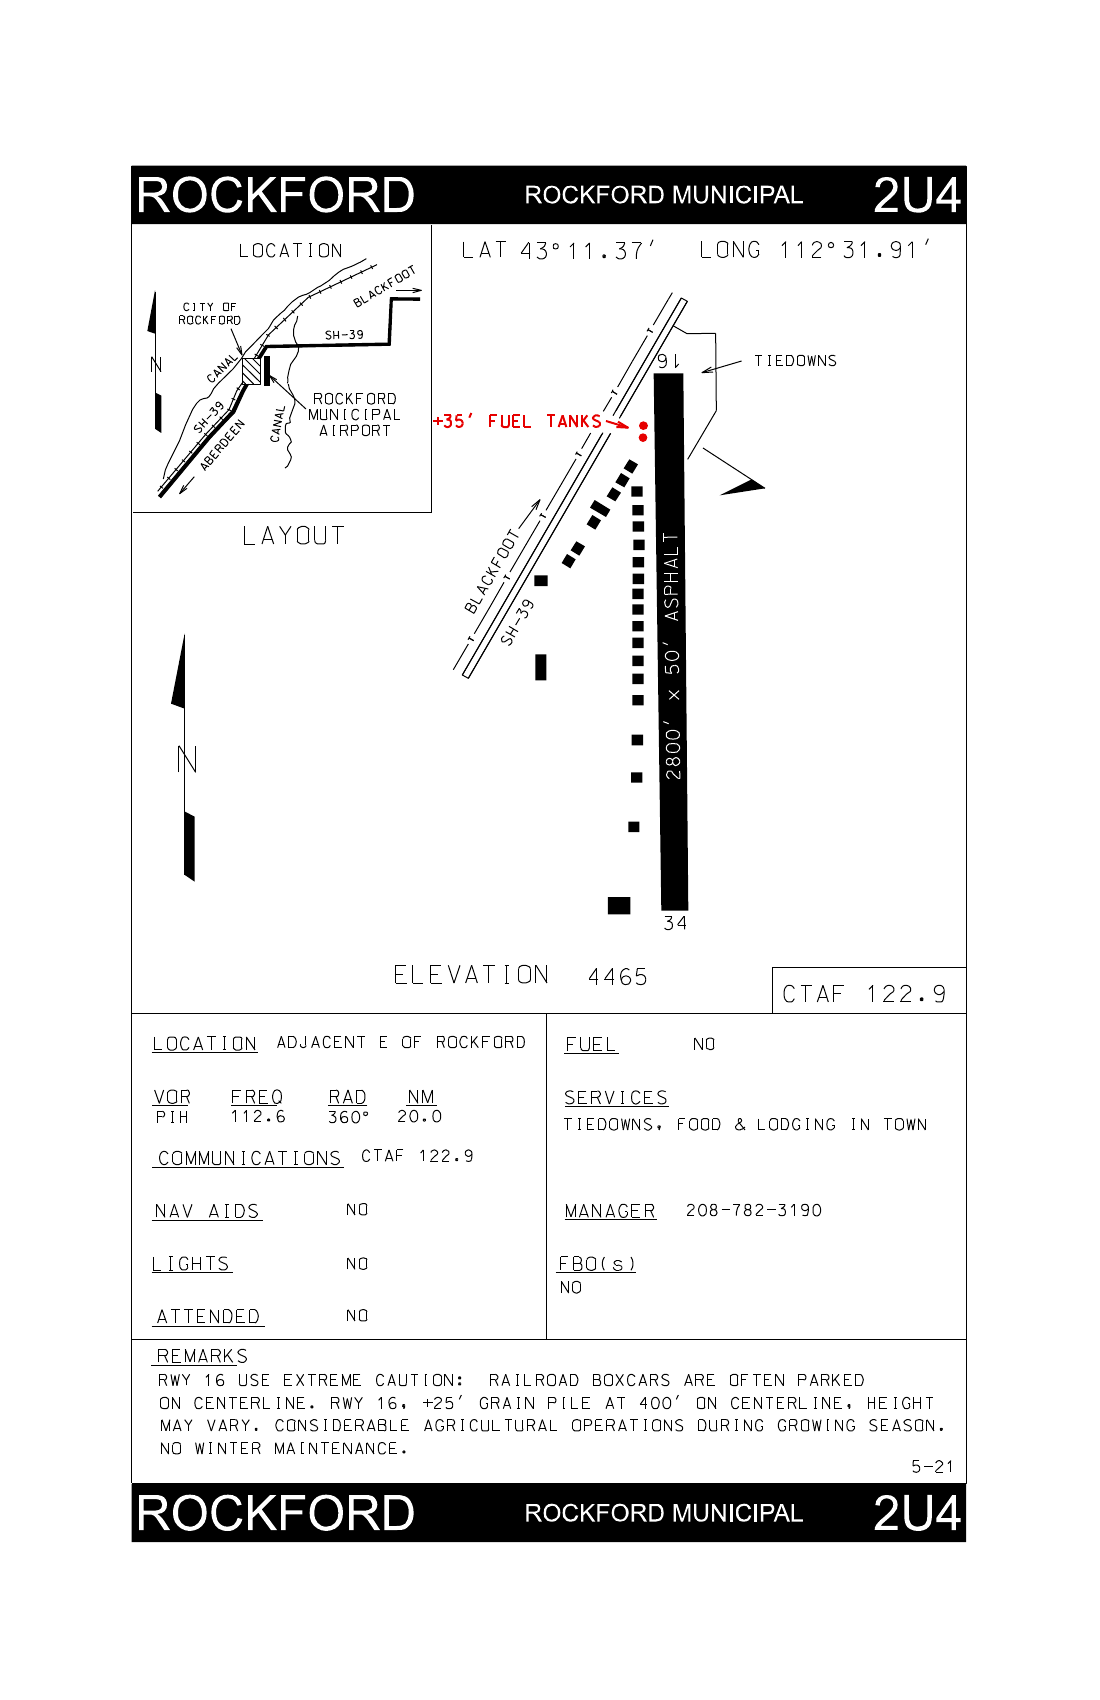 ROCKFORD ROCKFORD MUNICIPAL 2U4
LOCATION
LAT 43°11.37′ LONG 112°31.91′
BLACKFOOT
CITY OF
ROCKFORD
SH-39
N
CANAL
ROCKFORD
MUNICIPAL
AIRPORT
SH-39
CANAL
ABERDEEN
LAYOUT
16
TIEDOWNS
+35′ FUEL TANKS
BLACKFOOT
SH-39
2800′ x 50′ ASPHALT
N
34
ELEVATION 4465
CTAF 122.9
LOCATION ADJACENT E OF ROCKFORD
VOR FREQ RAD NM
PIH 112.6 360° 20.0
COMMUNICATIONS CTAF 122.9
NAV AIDS NO
LIGHTS NO
ATTENDED NO
FUEL NO
SERVICES
TIEDOWNS, FOOD & LODGING IN TOWN
MANAGER 208-782-3190
FBO(s)
NO
REMARKS
RWY 16 USE EXTREME CAUTION: RAILROAD BOXCARS ARE OFTEN PARKED
ON CENTERLINE. RWY 16, +25′ GRAIN PILE AT 400′ ON CENTERLINE, HEIGHT
MAY VARY. CONSIDERABLE AGRICULTURAL OPERATIONS DURING GROWING SEASON.
NO WINTER MAINTENANCE.
5-21
ROCKFORD ROCKFORD MUNICIPAL 2U4